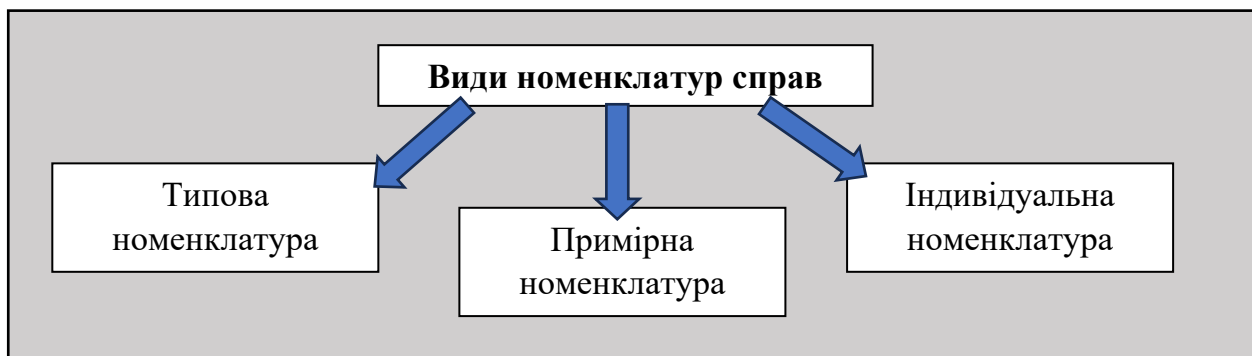 Види номенклатур справ
Типова
номенклатура
Примірна
номенклатура
Індивідуальна
номенклатура